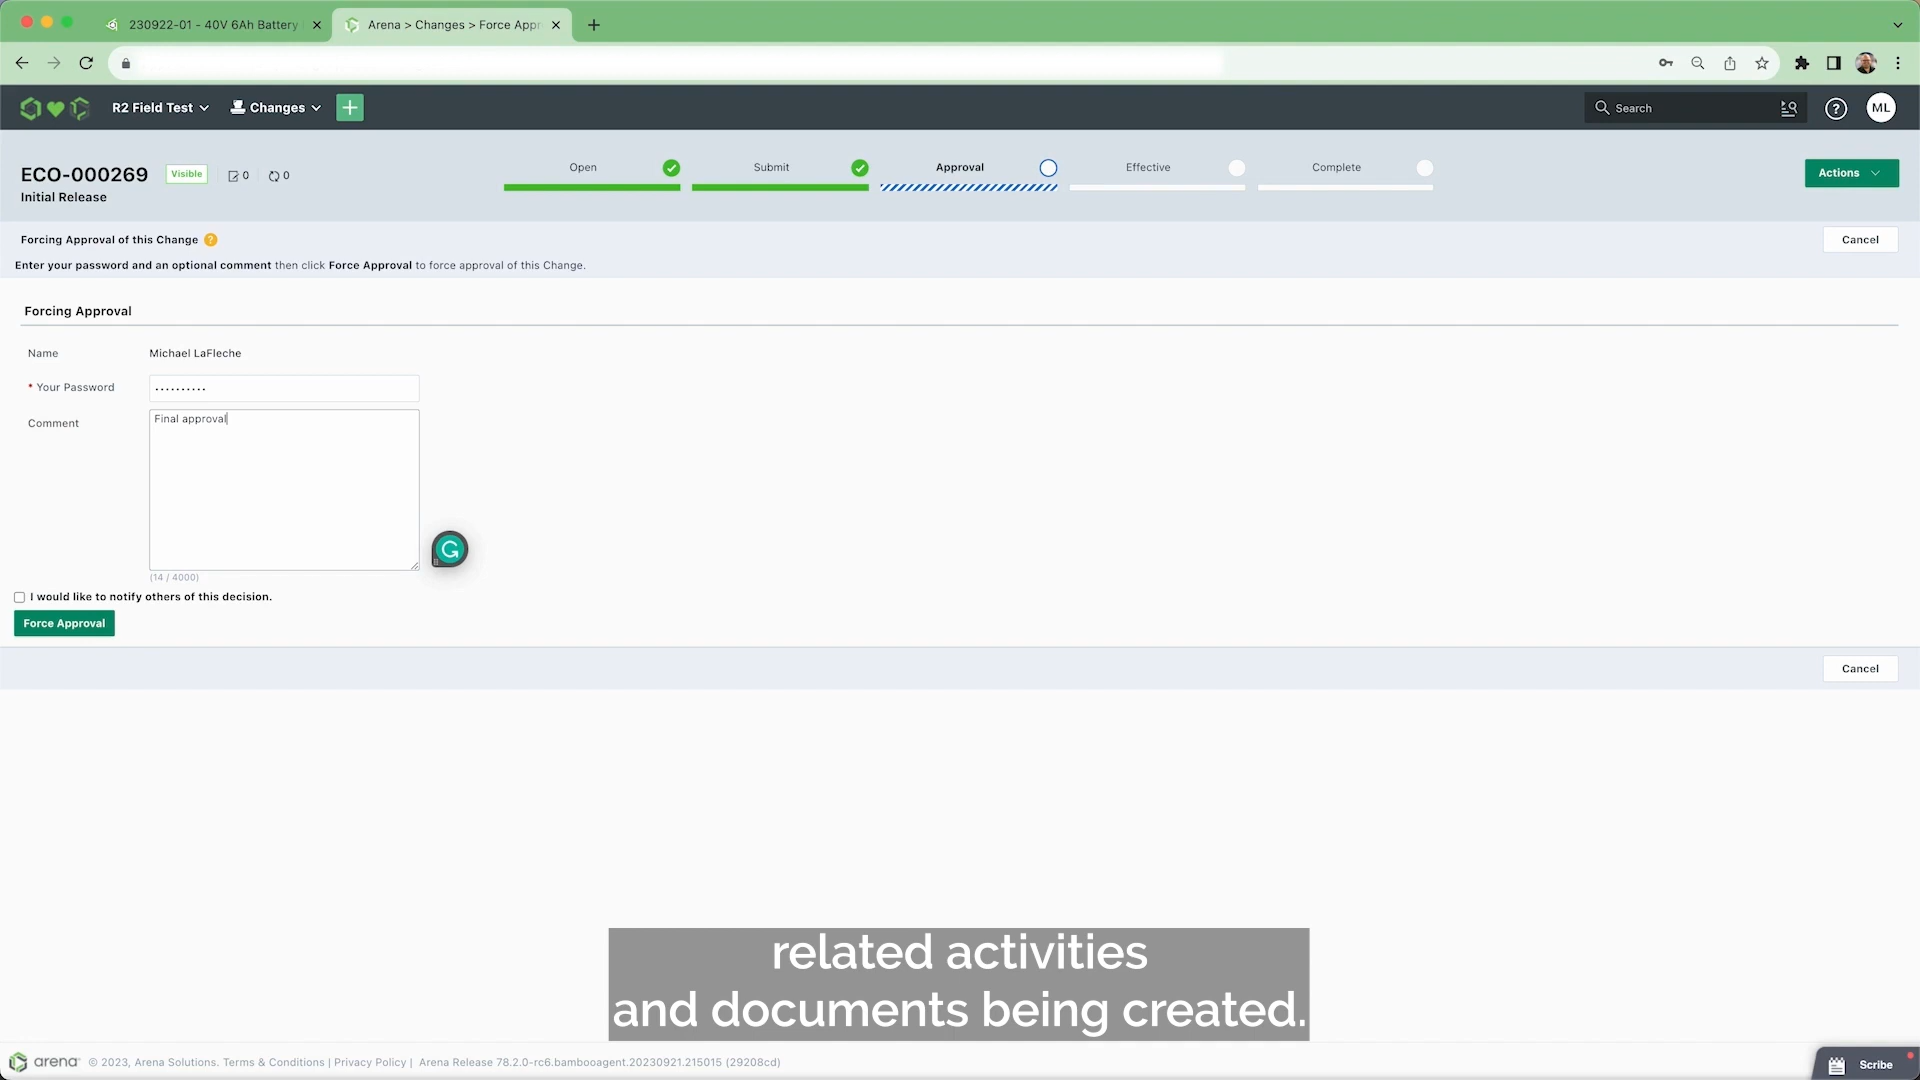 230922-01 - 40V 6Ah Battery
Arena > Changes > Force Appr
R2 Field Test
Changes
Search
ML
ECO-000269
Visible
0
0
Initial Release
Open
Submit
Approval
Effective
Complete
Actions
Forcing Approval of this Change ?
Cancel
Enter your password and an optional comment then click Force Approval to force approval of this Change.
Forcing Approval
Name
Michael LaFleche
* Your Password
..........
Comment
Final approval
(14 / 4000)
I would like to notify others of this decision.
Force Approval
Cancel
related activities
and documents being created.
arena
© 2023, Arena Solutions. Terms & Conditions | Privacy Policy | Arena Release 78.2.0-rc6.bambooagent.20230921.215015 (29208cd)
Scribe